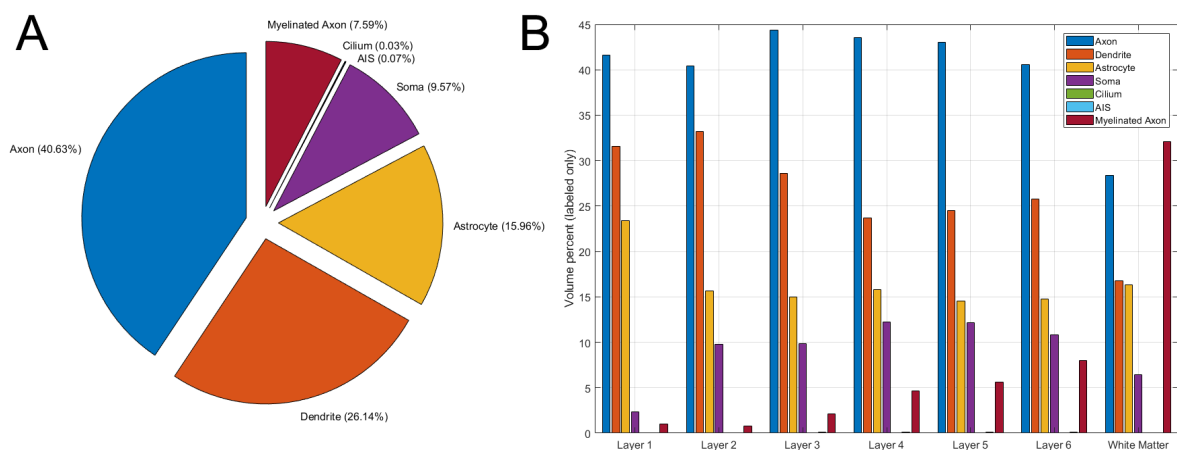 A
Myelinated Axon (7.59%)
Cilium (0.03%)
AIS (0.07%)
Soma (9.57%)
Axon (40.63%)
Astrocyte (15.96%)
Dendrite (26.14%)
B
Volume percent (labeled only)
45
40
35
30
25
20
15
10
5
0
Axon
Dendrite
Astrocyte
Soma
Cilium
AIS
Myelinated Axon
Layer 1 Layer 2 Layer 3 Layer 4 Layer 5 Layer 6 White Matter